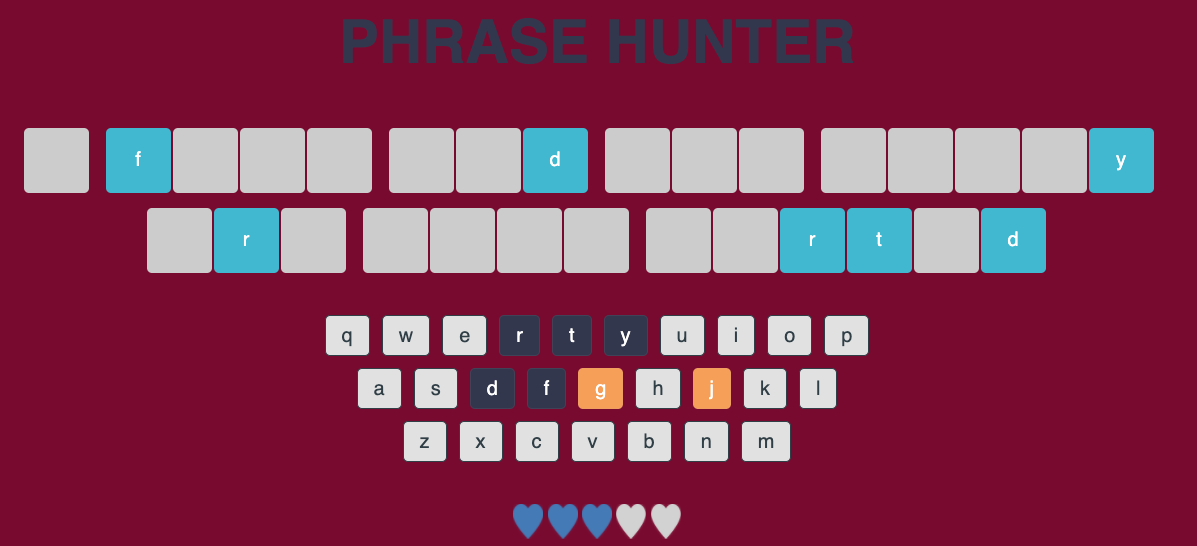 PHRASE HUNTER
f d y
r r t d
q w e r t y u i o p
a s d f g h j k l
z x c v b n m